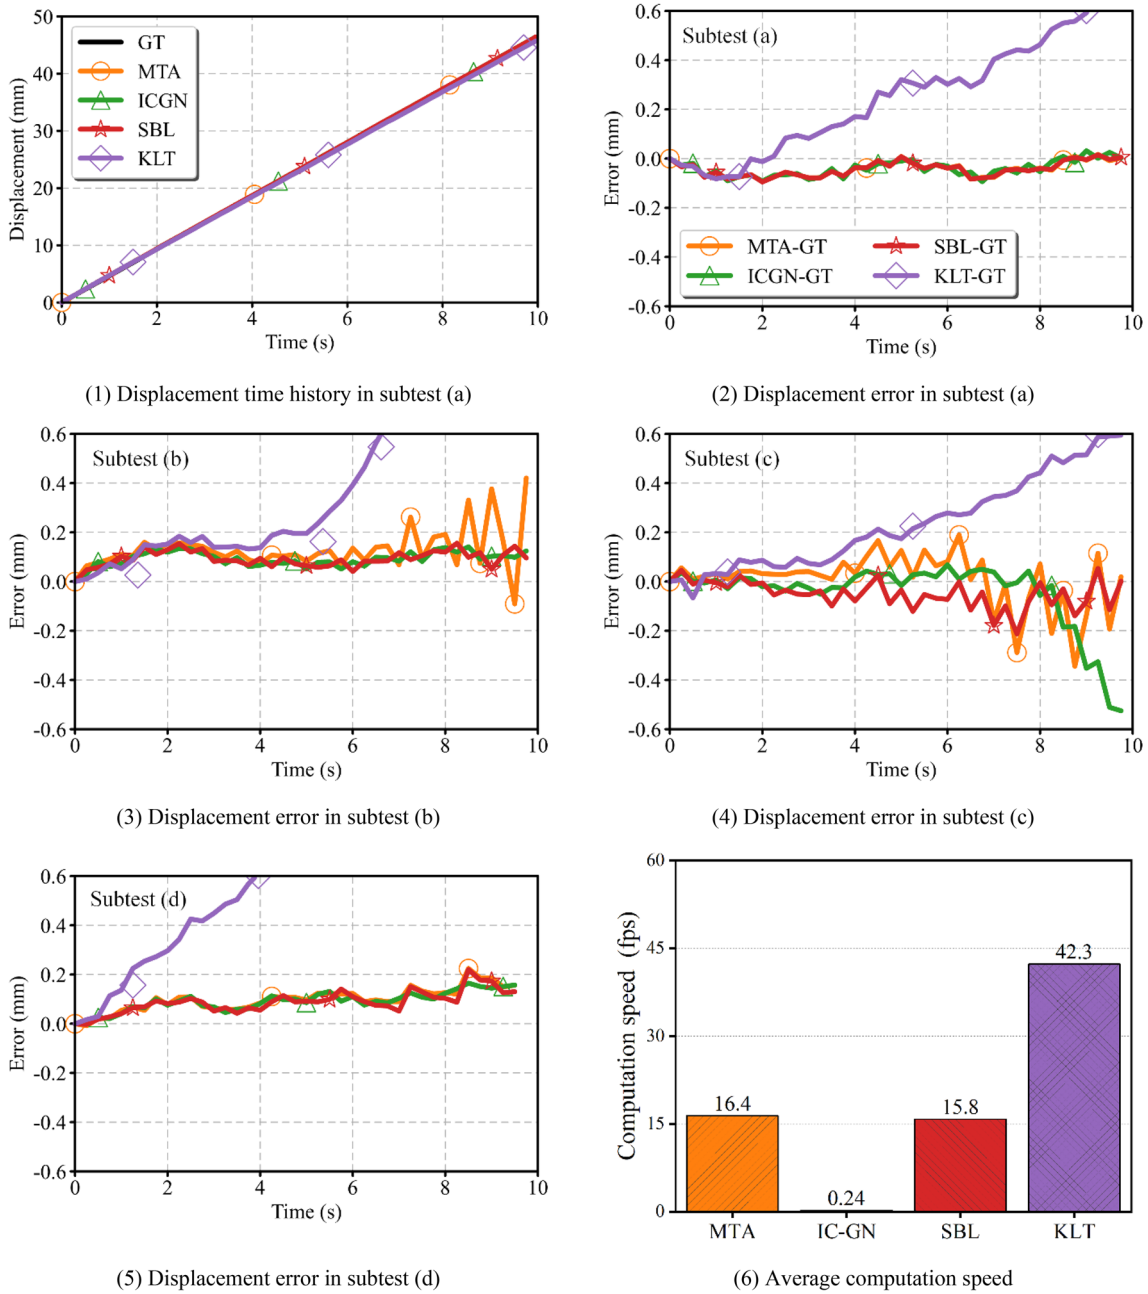 50
40
30
20
10
0
Displacement (mm)
GT
MTA
ICGN
SBL
KLT
0 2 4 6 8 10
Time (s)
(1) Displacement time history in subtest (a)
0.6
0.4
0.2
0.0
-0.2
-0.4
-0.6
Error (mm)
Subtest (a)
MTA-GT SBL-GT
ICGN-GT KLT-GT
0 2 4 6 8 10
Time (s)
(2) Displacement error in subtest (a)
0.6
0.4
0.2
0.0
-0.2
-0.4
-0.6
Error (mm)
Subtest (b)
0 2 4 6 8 10
Time (s)
(3) Displacement error in subtest (b)
0.6
0.4
0.2
0.0
-0.2
-0.4
-0.6
Error (mm)
Subtest (c)
0 2 4 6 8 10
Time (s)
(4) Displacement error in subtest (c)
0.6
0.4
0.2
0.0
-0.2
-0.4
-0.6
Error (mm)
Subtest (d)
0 2 4 6 8 10
Time (s)
(5) Displacement error in subtest (d)
60
45
30
15
0
Computation speed (fps)
16.4
0.24
15.8
42.3
MTA IC-GN SBL KLT
(6) Average computation speed